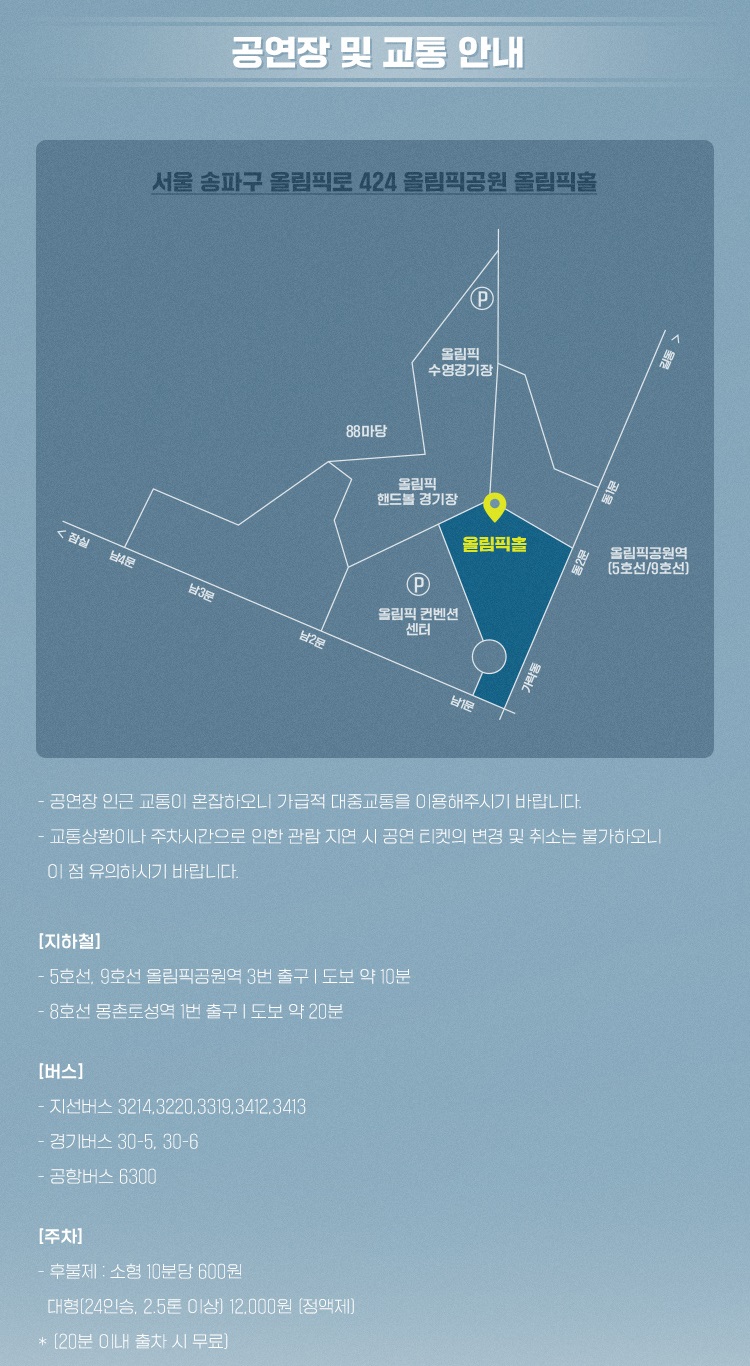 공연장 및 교통 안내
서울 송파구 올림픽로 424 올림픽공원 올림픽홀
P
올림픽
수영경기장
> 길동
88마당
올림픽
핸드볼 경기장
동1문
올림픽홀
< 잠실
남4문
남3문
남2문
P
올림픽 컨벤션
센터
동2문
올림픽공원역
(5호선/9호선)
남1문
가락동
- 공연장 인근 교통이 혼잡하오니 가급적 대중교통을 이용해주시기 바랍니다.
- 교통상황이나 주차시간으로 인한 관람 지연 시 공연 티켓의 변경 및 취소는 불가하오니
이 점 유의하시기 바랍니다.
[지하철]
- 5호선, 9호선 올림픽공원역 3번 출구 | 도보 약 10분
- 8호선 몽촌토성역 1번 출구 | 도보 약 20분
[버스]
- 지선버스 3214,3220,3319,3412,3413
- 경기버스 30-5, 30-6
- 공항버스 6300
[주차]
- 후불제 : 소형 10분당 600원
대형(24인승, 2.5톤 이상) 12,000원 (정액제)
* (20분 이내 출차 시 무료)